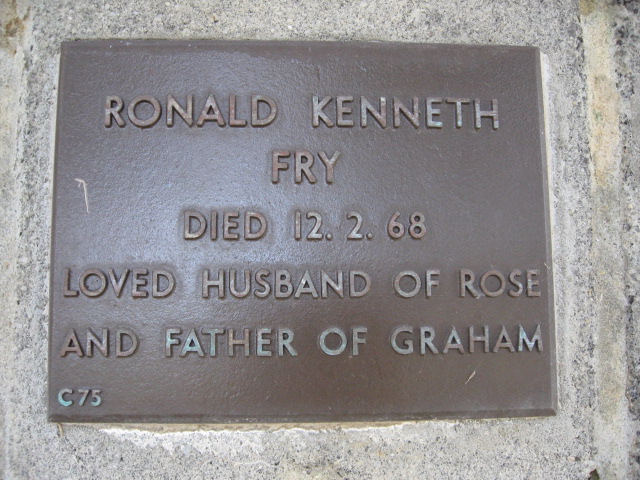 RONALD KENNETH
FRY
DIED 12. 2. 68
LOVED HUSBAND OF ROSE
AND FATHER OF GRAHAM
C75